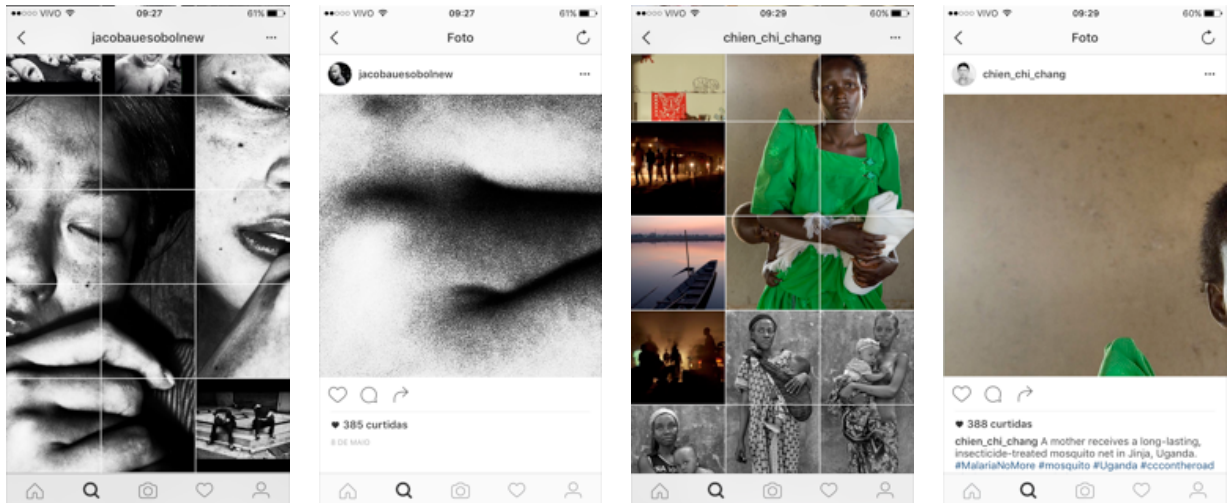 VIVO 09:27 61%
jacobauesobolnew
VIVO 09:27 61%
Foto
jacobauesobolnew
385 curtidas
8 DE MAIO
VIVO 09:29 60%
chien_chi_chang
VIVO 09:29 60%
Foto
chien_chi_chang
388 curtidas
chien_chi_chang A mother receives a long-lasting,
insecticide-treated mosquito net in Jinja, Uganda.
#MalariaNoMore #mosquito #Uganda #cccontheroad